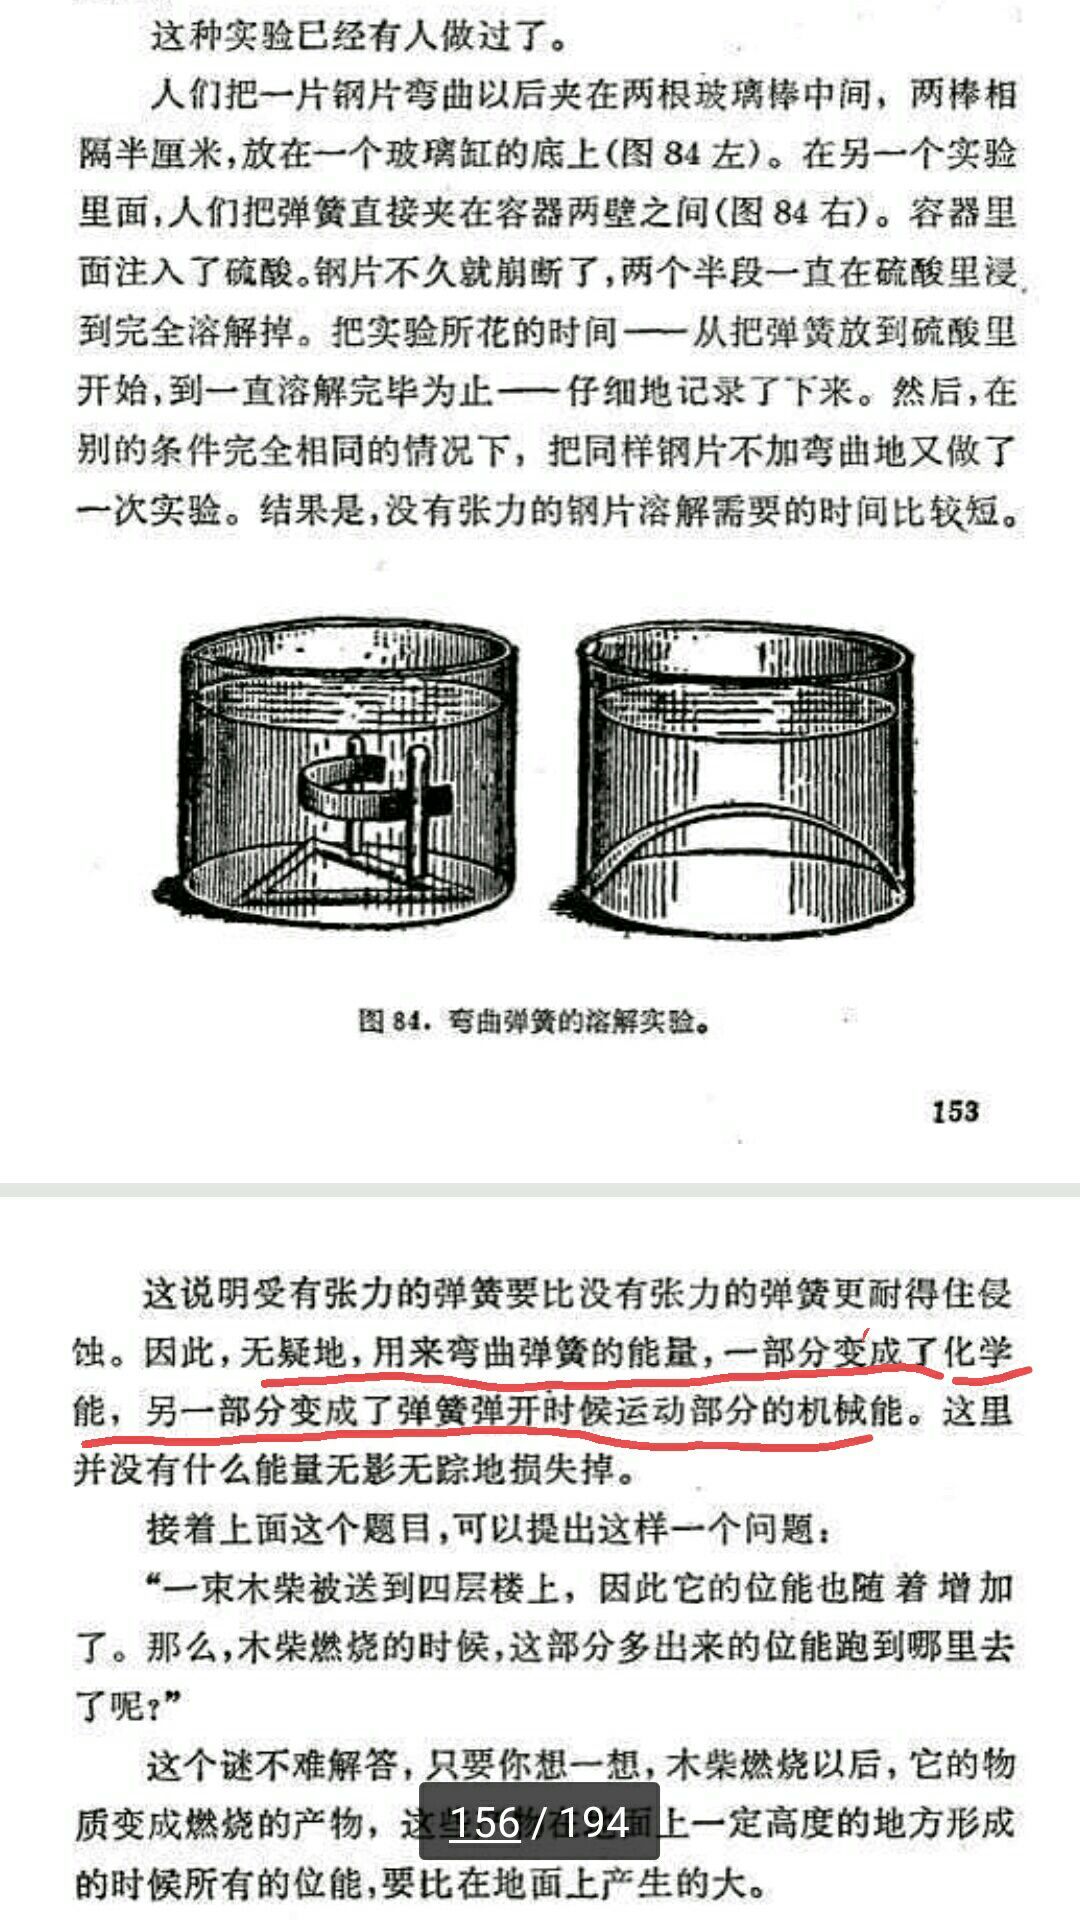 这种实验已经有人做过了。
人们把一片钢片弯曲以后夹在两根玻璃棒中间，两棒相
隔半厘米，放在一个玻璃缸的底上(图 84 左)。在另一个实验
里面，人们把弹簧直接夹在容器两壁之间(图 84 右)。容器里
面注入了硫酸。钢片不久就崩断了，两个半段一直在硫酸里浸
到完全溶解掉。把实验所花的时间——从把弹簧放到硫酸里
开始，到一直溶解完毕为止——仔细地记录了下来。然后，在
别的条件完全相同的情况下，把同样钢片不加弯曲地又做了
一次实验。结果是，没有张力的钢片溶解需要的时间比较短。
图 84. 弯曲弹簧的溶解实验。
153
这说明受有张力的弹簧要比没有张力的弹簧更耐得住侵
蚀。因此，无疑地，用来弯曲弹簧的能量，一部分变成了化学
能，另一部分变成了弹簧弹开时候运动部分的机械能。这里
并没有什么能量无影无踪地损失掉。
接着上面这个题目，可以提出这样一个问题：
“一束木柴被送到四层楼上，因此它的位能也随着增加
了。那么，木柴燃烧的时候，这部分多出来的位能跑到哪里去
了呢?”
这个谜不难解答，只要你想一想，木柴燃烧以后，它的物
质变成燃烧的产物，这些产物在地面上一定高度的地方形成
156 / 194
的时候所有的位能，要比在地面上产生的大。